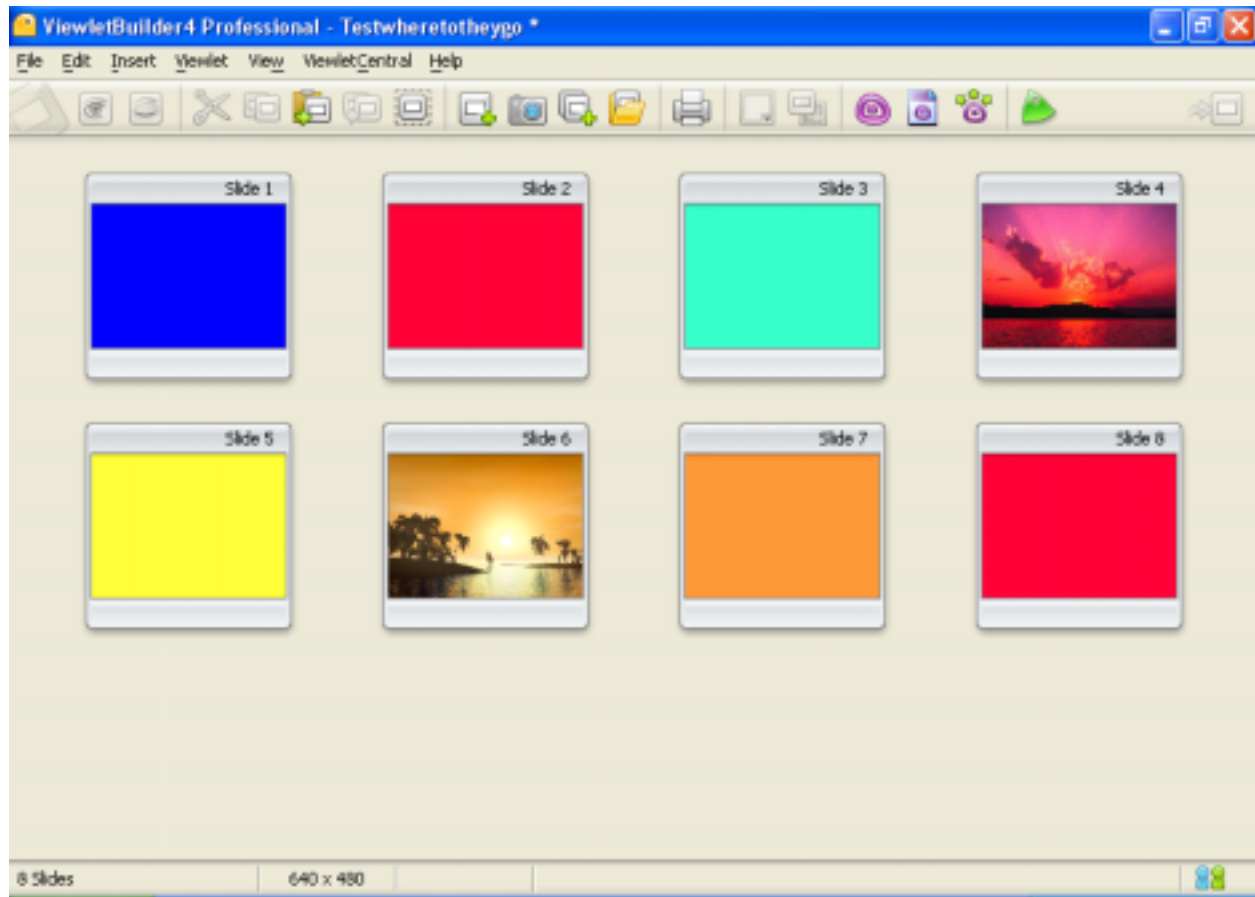 ViewletBuilder4 Professional - Testwheretotheygo *
File Edit Insert Viewlet View ViewletCentral Help
Slide 1 Slide 2 Slide 3 Slide 4
Slide 5 Slide 6 Slide 7 Slide 8
8 Slides 640 x 480